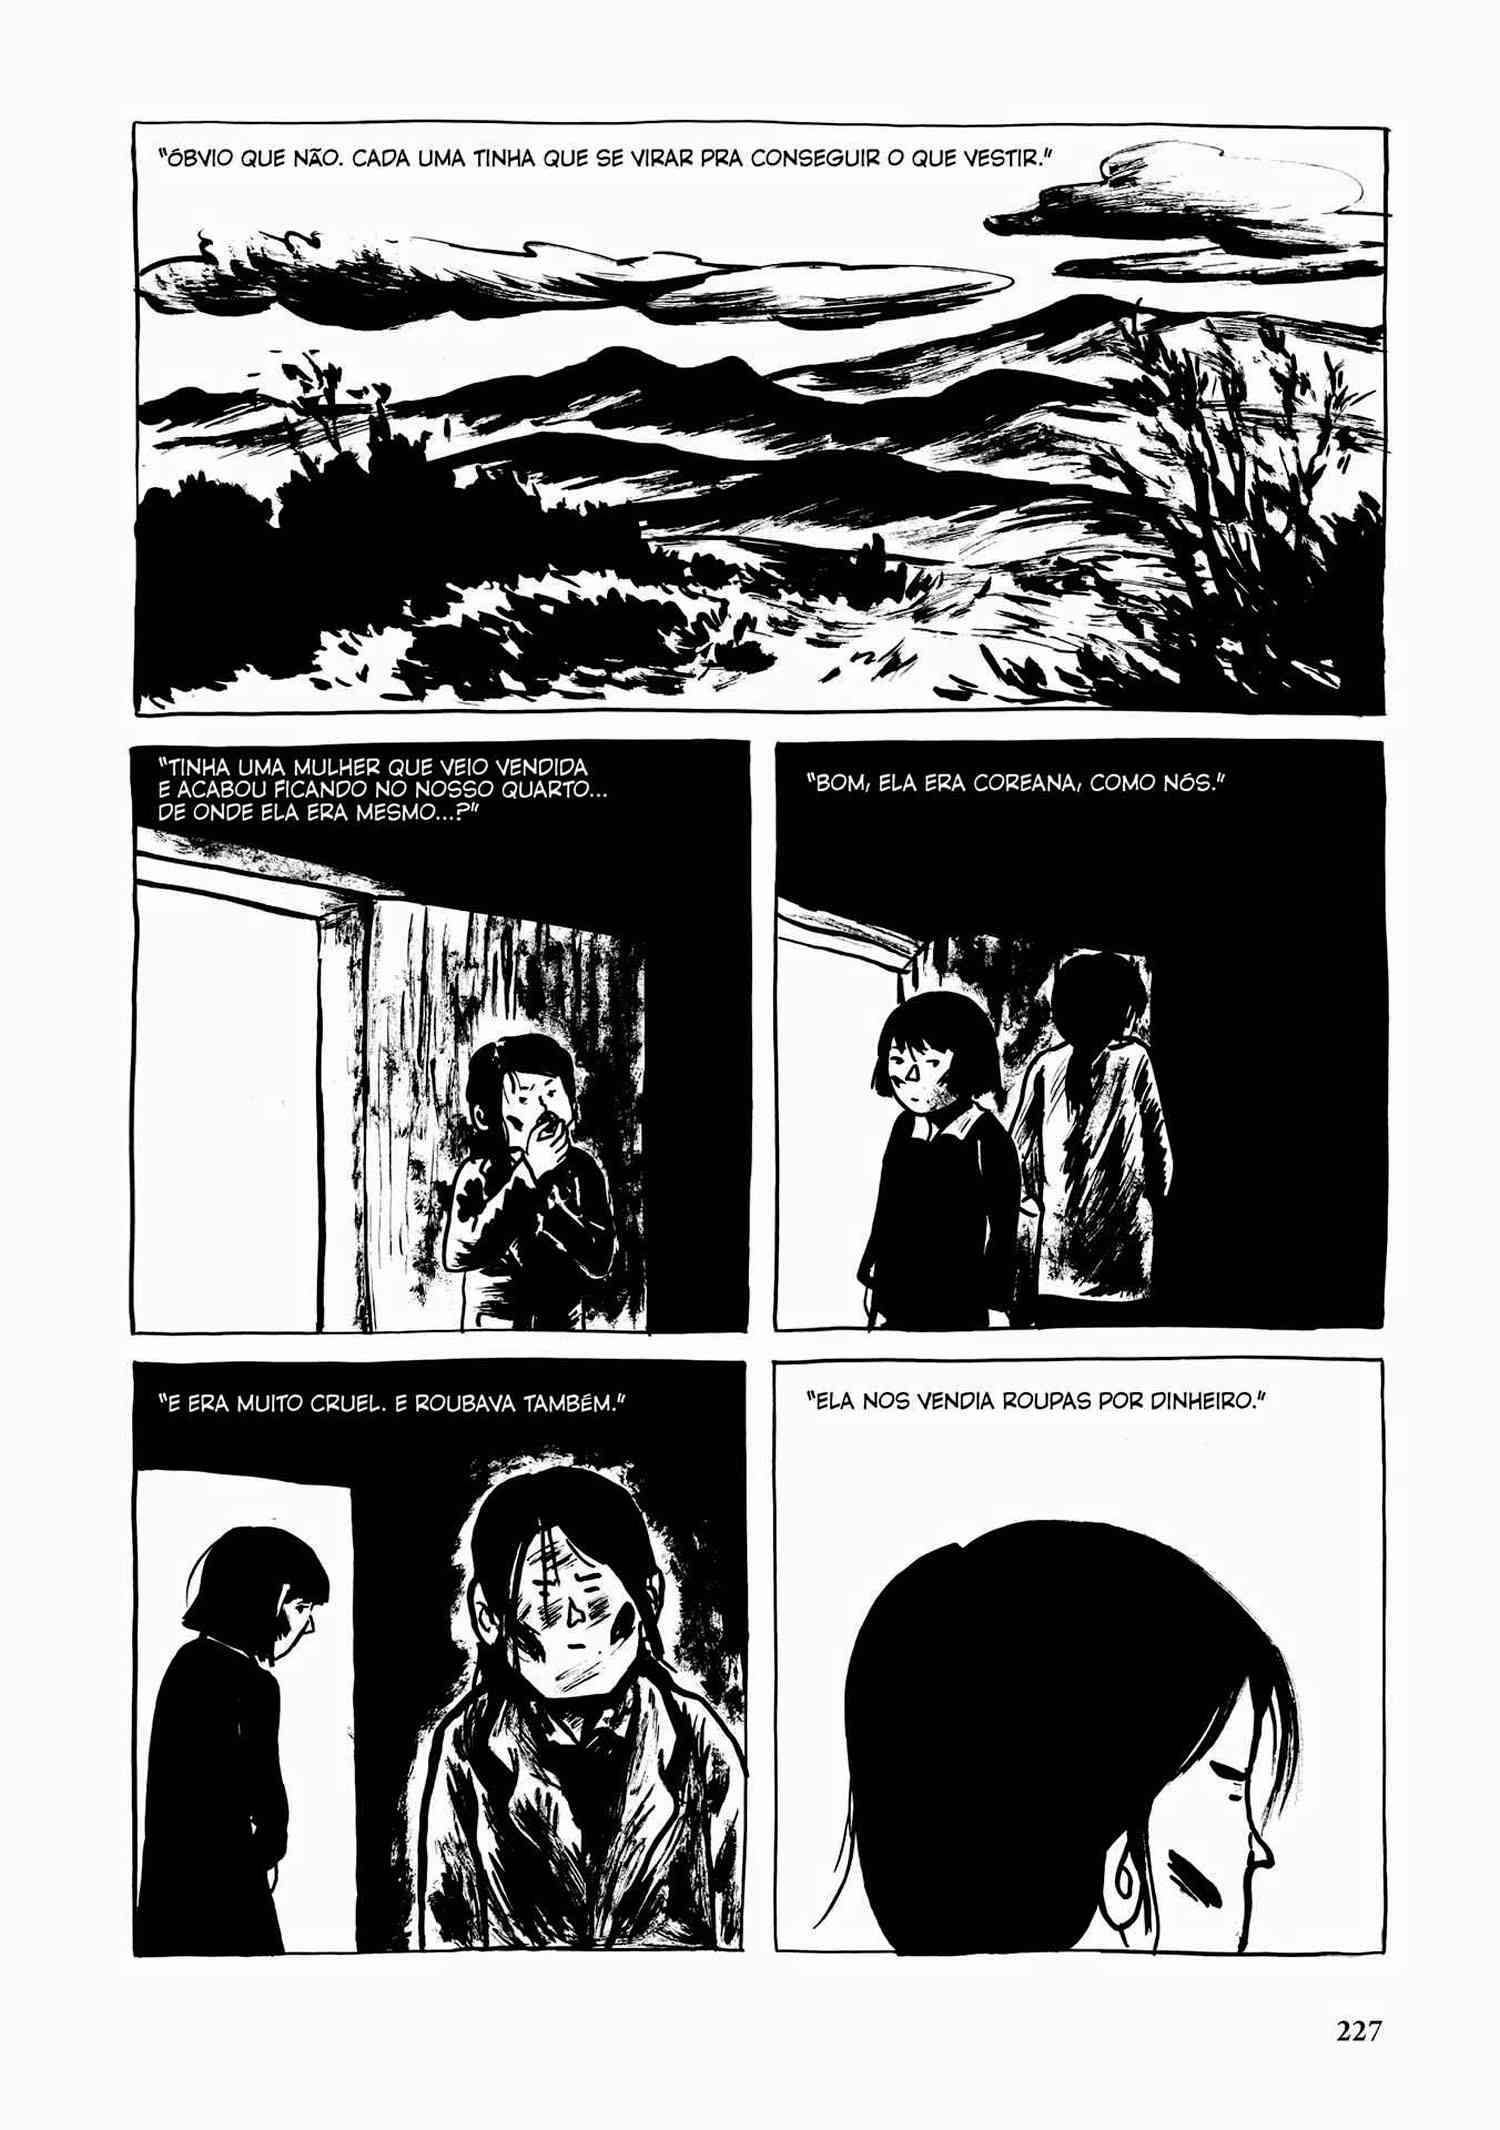 "ÓBVIO QUE NÃO. CADA UMA TINHA QUE SE VIRAR PRA CONSEGUIR O QUE VESTIR."
"TINHA UMA MULHER QUE VEIO VENDIDA
E ACABOU FICANDO NO NOSSO QUARTO...
DE ONDE ELA ERA MESMO...?"
"BOM, ELA ERA COREANA, COMO NÓS."
"E ERA MUITO CRUEL. E ROUBAVA TAMBÉM."
"ELA NOS VENDIA ROUPAS POR DINHEIRO."
227